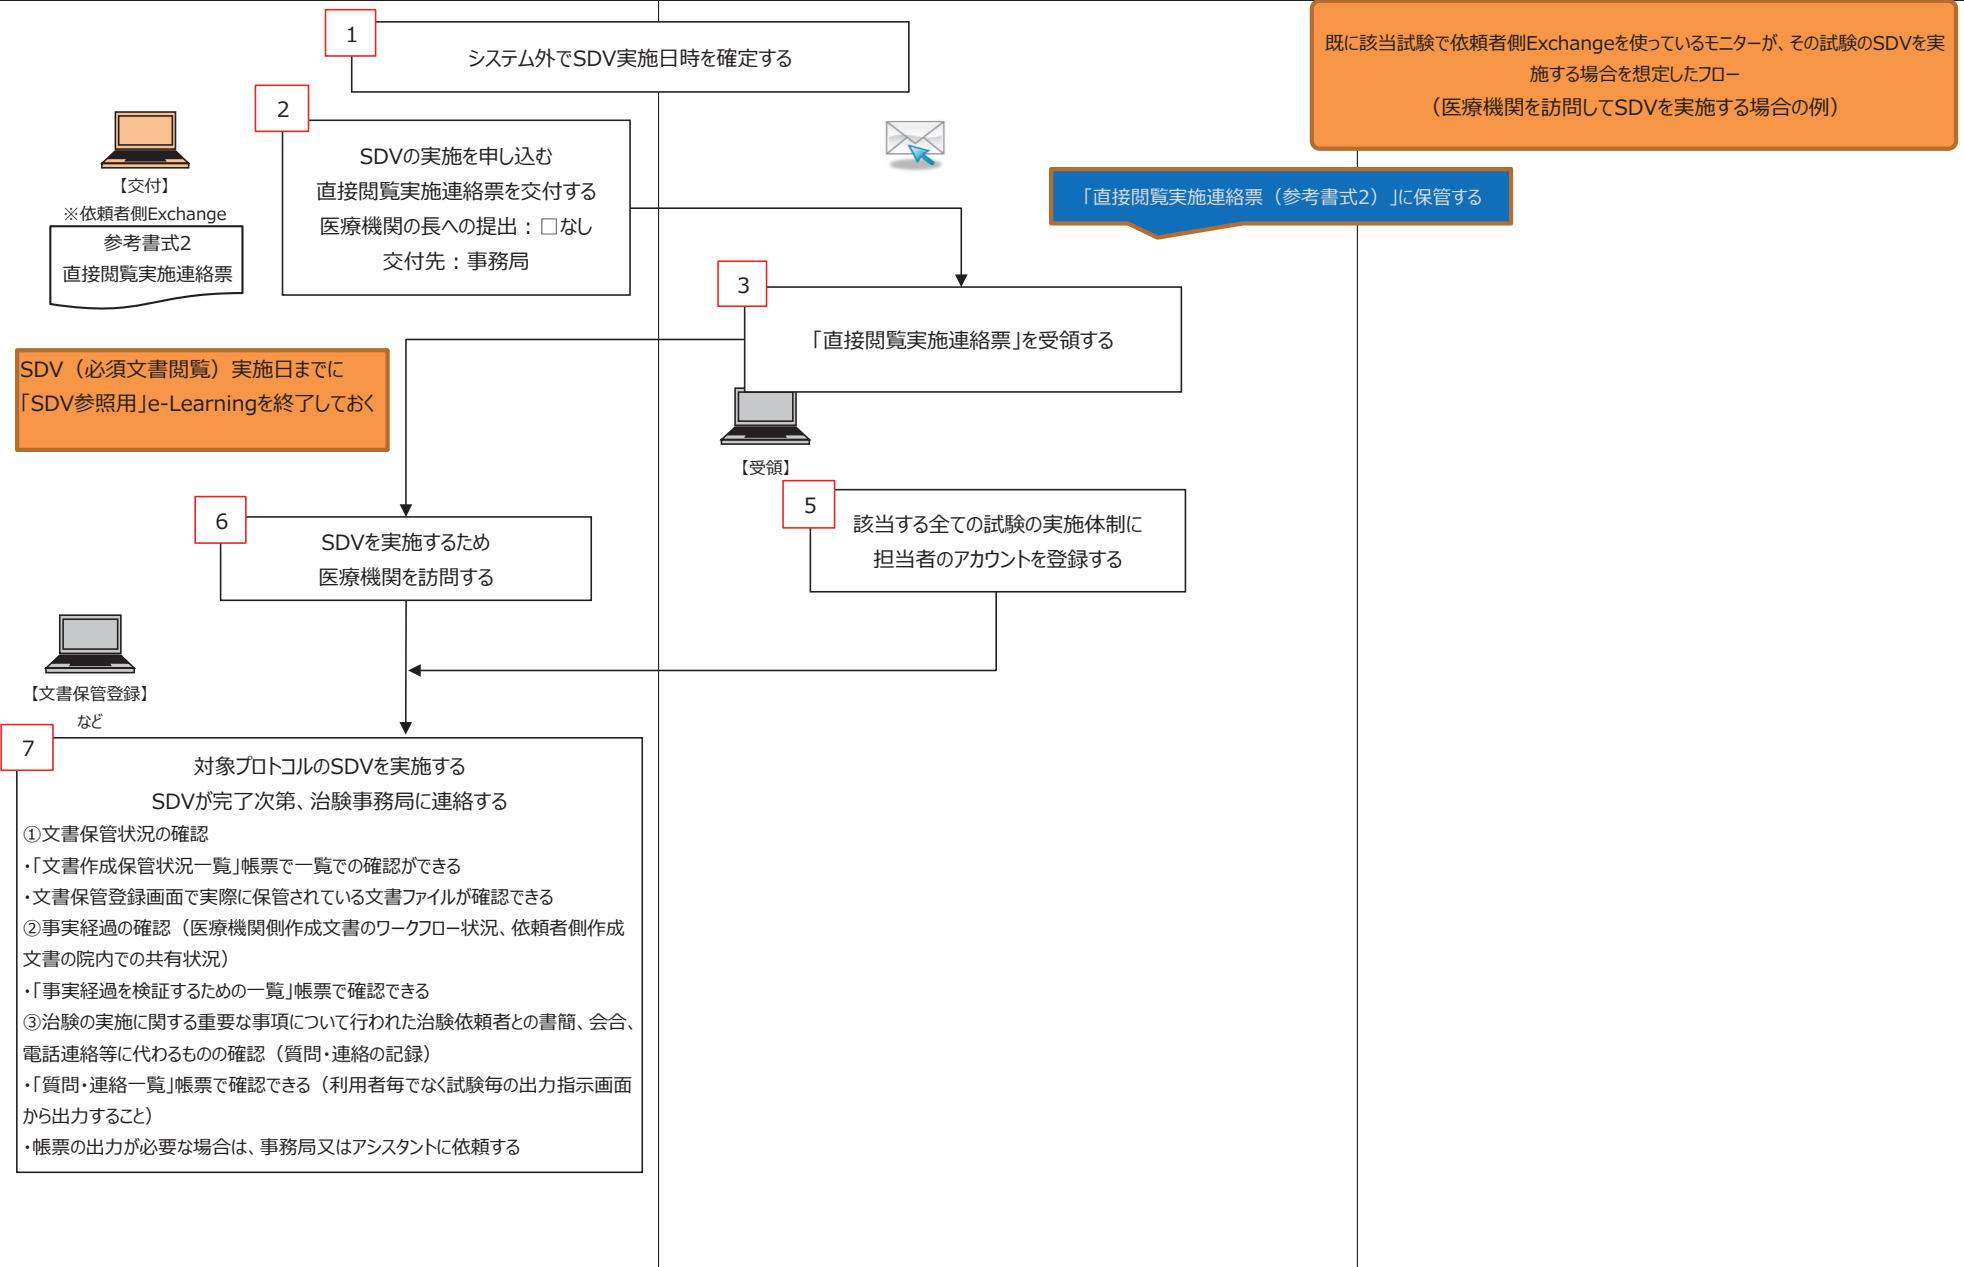 1
システム外でSDV実施日時を確定する
既に該当試験で依頼者側Exchangeを使っているモニターが、その試験のSDVを実
施する場合を想定したフロー
（医療機関を訪問してSDVを実施する場合の例）
2
SDVの実施を申し込む
直接閲覧実施連絡票を交付する
医療機関の長への提出：□なし
交付先：事務局
【交付】
※依頼者側Exchange
参考書式2
直接閲覧実施連絡票
「直接閲覧実施連絡票（参考書式2）」に保管する
3
「直接閲覧実施連絡票」を受領する
【受領】
SDV（必須文書閲覧）実施日までに
「SDV参照用」e-Learningを終了しておく
5
該当する全ての試験の実施体制に
担当者のアカウントを登録する
6
SDVを実施するため
医療機関を訪問する
【文書保管登録】
など
7
対象プロトコルのSDVを実施する
SDVが完了次第、治験事務局に連絡する
①文書保管状況の確認
・「文書作成保管状況一覧」帳票で一覧での確認ができる
・文書保管登録画面で実際に保管されている文書ファイルが確認できる
②事実経過の確認（医療機関側作成文書のワークフロー状況、依頼者側作成
文書の院内での共有状況）
・「事実経過を検証するための一覧」帳票で確認できる
③治験の実施に関する重要な事項について行われた治験依頼者との書簡、会合、
電話連絡等に代わるものの確認（質問・連絡の記録）
・「質問・連絡一覧」帳票で確認できる（利用者毎でなく試験毎の出力指示画面
から出力すること）
・帳票の出力が必要な場合は、事務局又はアシスタントに依頼する